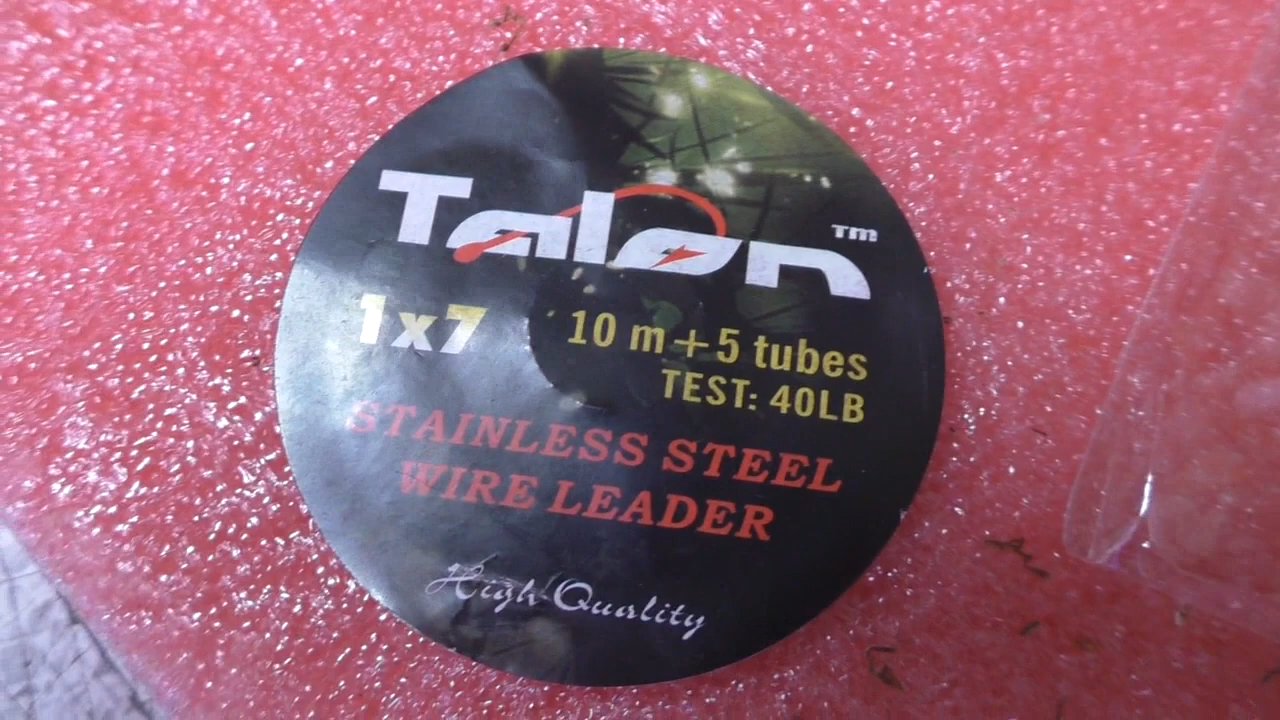 Talon™
1x7
10 m+5 tubes
TEST: 40LB
STAINLESS STEEL
WIRE LEADER
High Quality